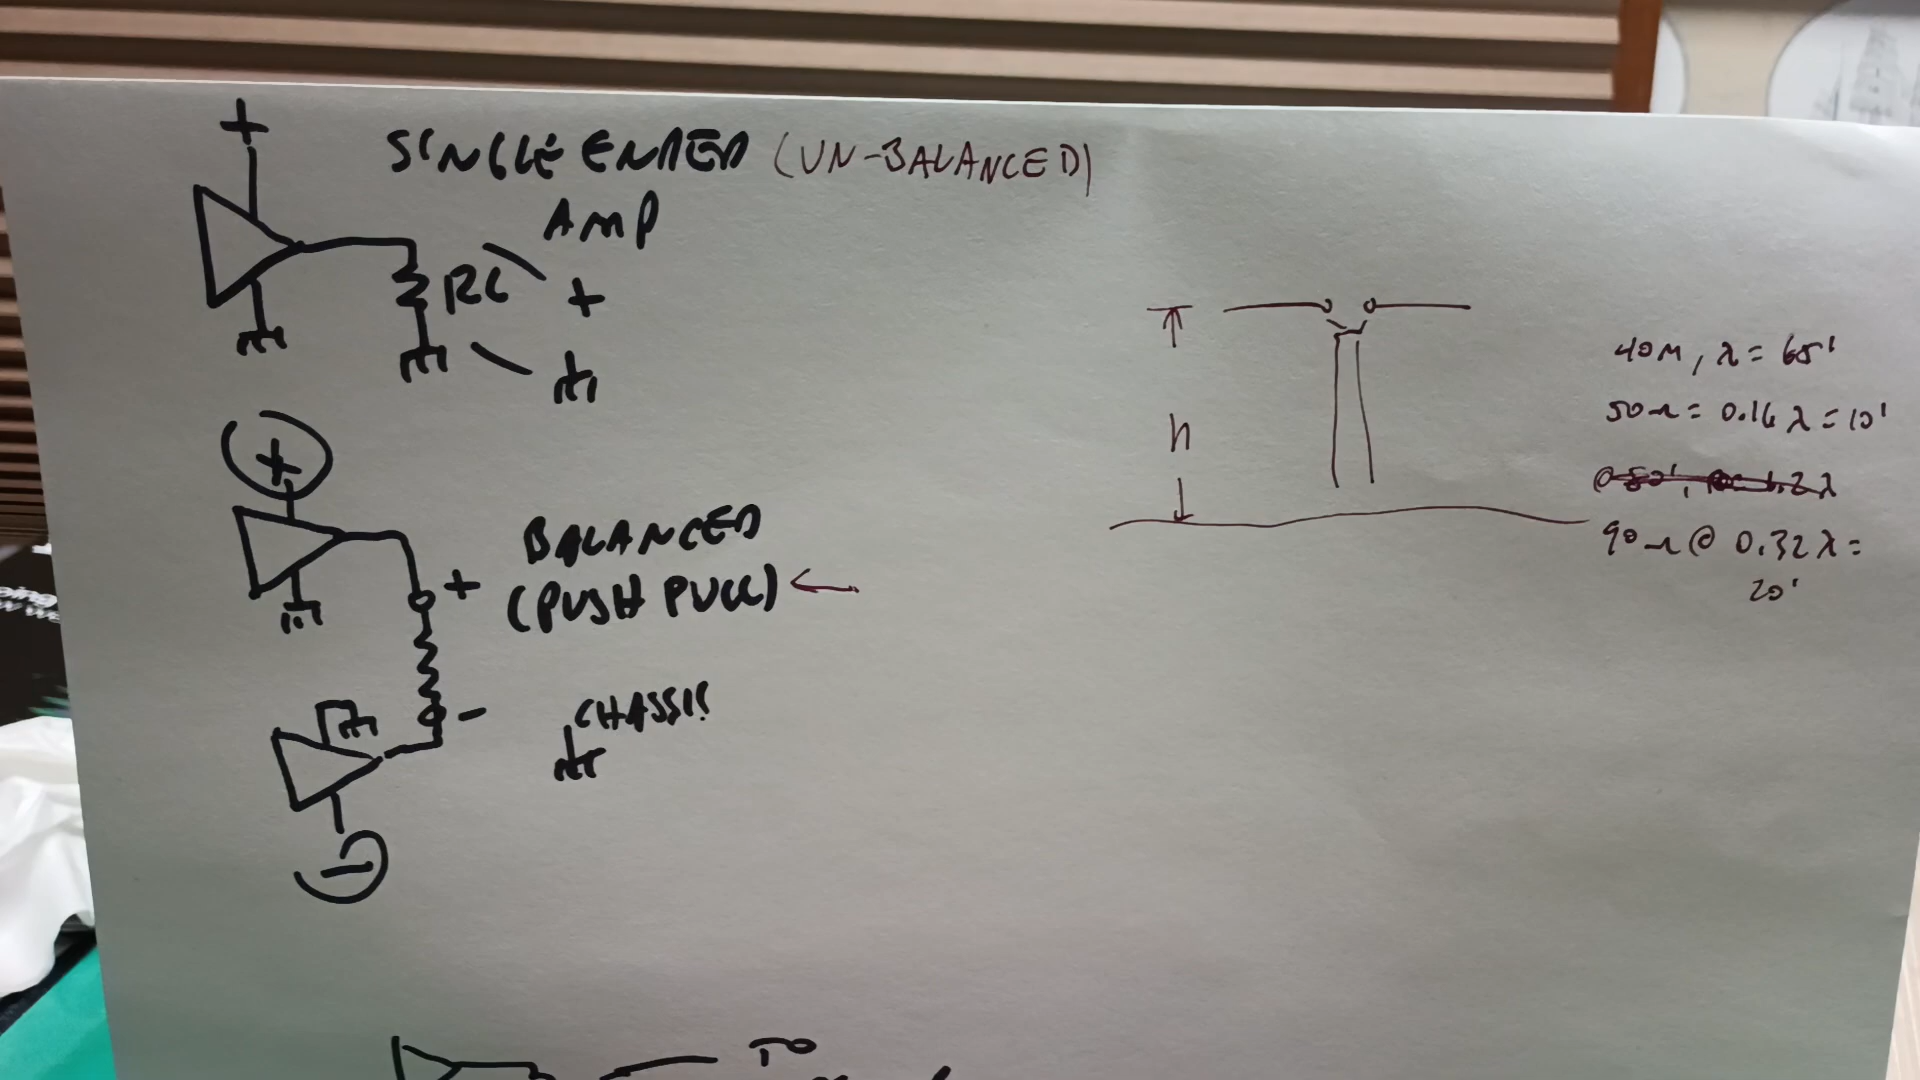 +
SINGLE ENDED (UN-BALANCED)
AMP
RL
+
+
+
BALANCED
(PUSH PULL)
-
CHASSIS
-
h
40M, λ = 65'
50Ω = 0.16 λ = 10'
90Ω @ 0.32 λ =
20'
TO